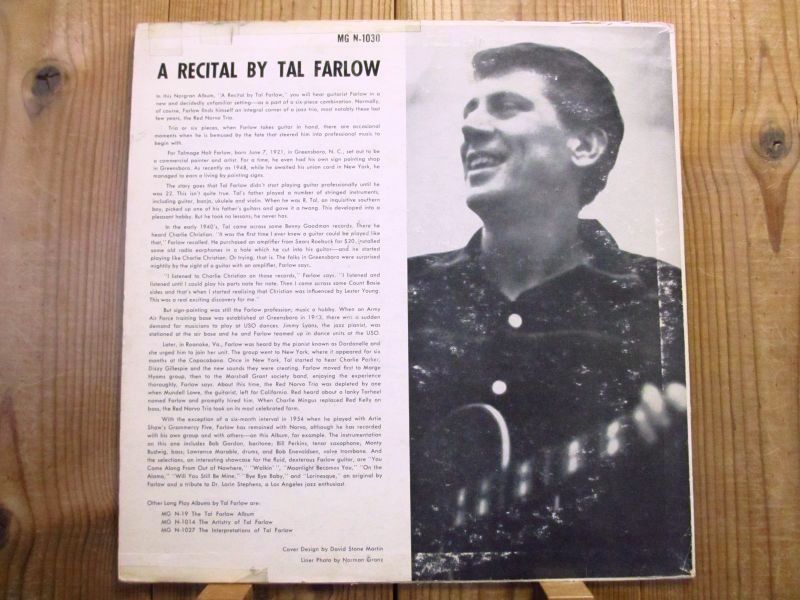 MG N-1030
A RECITAL BY TAL FARLOW
In this Norgran Album, "A Recital by Tal Farlow," you will hear guitarist Farlow in a
new and decidedly unfamiliar setting—as a part of a six-piece combination. Normally,
of course, Farlow finds himself an integral corner of a jazz trio, most notably these last
few years, the Red Norvo Trio.
Trio or six pieces, when Farlow takes guitar in hand, there are occasional
moments when he is bemused by the fate that steered him into professional music to
begin with.
For Talmage Holt Farlow, born June 7, 1921, in Greensboro, N. C., set out to be
a commercial painter and artist. For a time, he even had his own sign painting shop
in Greensboro. As recently as 1948, while he awaited his union card in New York, he
managed to earn a living by painting signs.
The story goes that Tal Farlow didn't start playing guitar professionally until he
was 22. This isn't quite true. Tal's father played a number of stringed instruments,
including guitar, banjo, ukulele and violin. When he was 8, Tal, an inquisitive southern
boy, picked up one of his father's guitars and gave it a twang. This developed into a
pleasant hobby. But he took no lessons; he never has.
In the early 1940's, Tal came across some Benny Goodman records. There he
heard Charlie Christian. "It was the first time I ever knew a guitar could be played like
that," Farlow recalled. He purchased an amplifier from Sears Roebuck for $20, installed
some old radio earphones in a hole which he cut into his guitar—and he started
playing like Charlie Christian. Or trying, that is. The folks in Greensboro were surprised
mightily by the sight of a guitar with an amplifier, Farlow says.
"I listened to Charlie Christian on those records," Farlow says. "I listened and
listened until I could play his parts note for note. Then I came across some Count Basie
sides and that's when I started realising that Christian was influenced by Lester Young.
This was a real exciting discovery for me."
But sign-painting was still the Farlow profession; music a hobby. When an Army
Air Force training base was established at Greensboro in 1943, there was a sudden
demand for musicians to play at USO dances. Jimmy Lyons, the jazz pianist, was
stationed at the air base and he and Farlow teamed up in dance units at the USO.
Later, in Roanoke, Va., Farlow was heard by the pianist known as Dardanelle and
she urged him to join her unit. The group went to New York, where it appeared for six
months at the Copacabana. Once in New York, Tal started to hear Charlie Parker,
Dizzy Gillespie and the new sounds they were creating. Farlow moved first to Marge
Hyams group, then to the Marshall Grant society band, enjoying the experience
thoroughly, Farlow says. About this time, the Red Norvo Trio was depleted by one
when Mundell Lowe, the guitarist, left for California. Red heard about a lanky Tarheel
named Farlow and promptly hired him. When Charlie Mingus replaced Red Kelly on
bass, the Red Norvo Trio took on its most celebrated form.
With the exception of a six-month interval in 1954 when he played with Artie
Shaw's Grammercy Five, Farlow has remained with Norvo, although he has recorded
with his own group and with others—on this Album, for example. The instrumentation
on this one includes Bob Gordon, baritone; Bill Perkins, tenor saxophone; Monty
Budwig, bass; Lawrence Marable, drums, and Bob Enevoldsen, valve trombone. And
the selections, an interesting showcase for the fluid, dexterous Farlow guitar, are "You
Came Along From Out of Nowhere," "Walkin'," "Moonlight Becomes You," "On the
Alamo," "Will You Still Be Mine," "Bye Bye Baby," and "Lorinesque," an original by
Farlow and a tribute to Dr. Lorin Stephens, a Los Angeles jazz enthusiast.
Other Long Play Albums by Tal Farlow are:
MG N-19 The Tal Farlow Album
MG N-1014 The Artistry of Tal Farlow
MG N-1027 The Interpretations of Tal Farlow
Cover Design by David Stone Martin
Liner Photo by Norman Granz